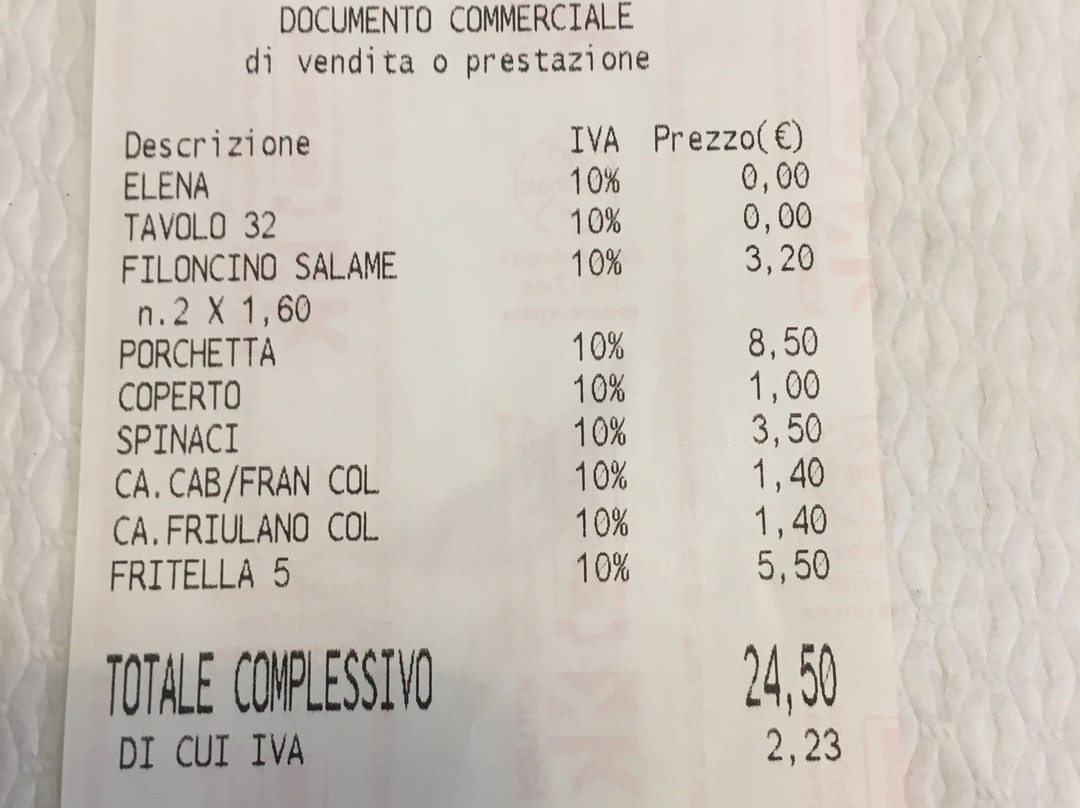 DOCUMENTO COMMERCIALE
di vendita o prestazione
Descrizione IVA Prezzo(€)
ELENA 10% 0,00
TAVOLO 32 10% 0,00
FILONCINO SALAME 10% 3,20
n.2 X 1,60
PORCHETTA 10% 8,50
COPERTO 10% 1,00
SPINACI 10% 3,50
CA.CAB/FRAN COL 10% 1,40
CA.FRIULANO COL 10% 1,40
FRITELLA 5 10% 5,50
TOTALE COMPLESSIVO 24,50
DI CUI IVA 2,23